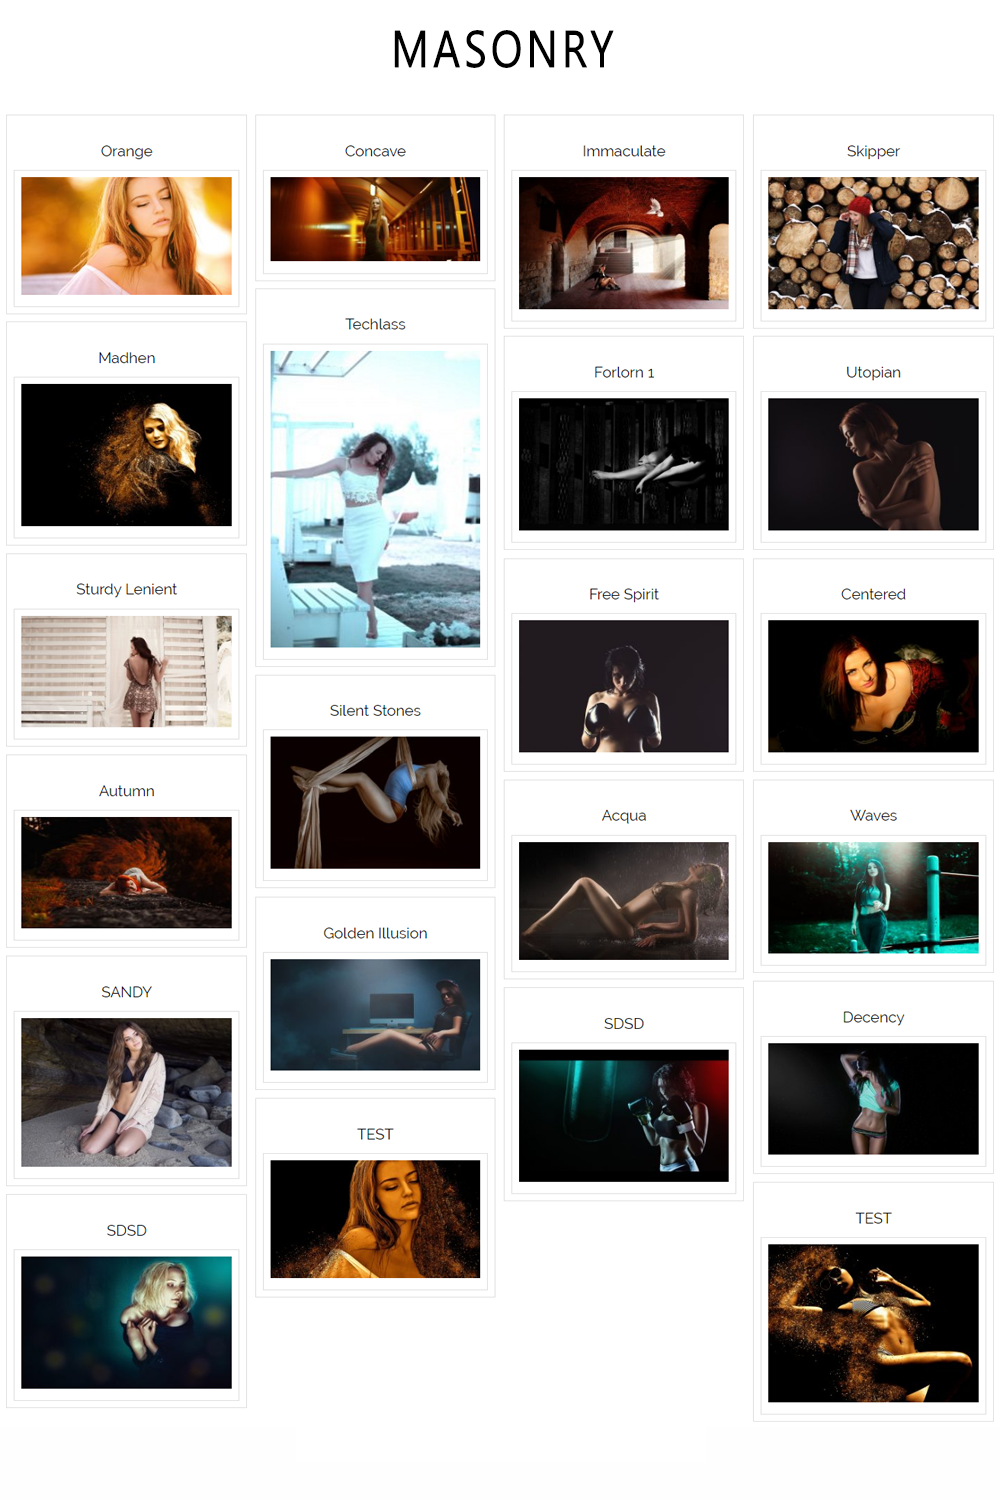 MASONRY
Orange
Concave
Immaculate
Skipper
Techlass
Madhen
Forlorn 1
Utopian
Sturdy Lenient
Free Spirit
Centered
Silent Stones
Autumn
Acqua
Waves
Golden Illusion
SANDY
Decency
SDSD
TEST
TEST
SDSD